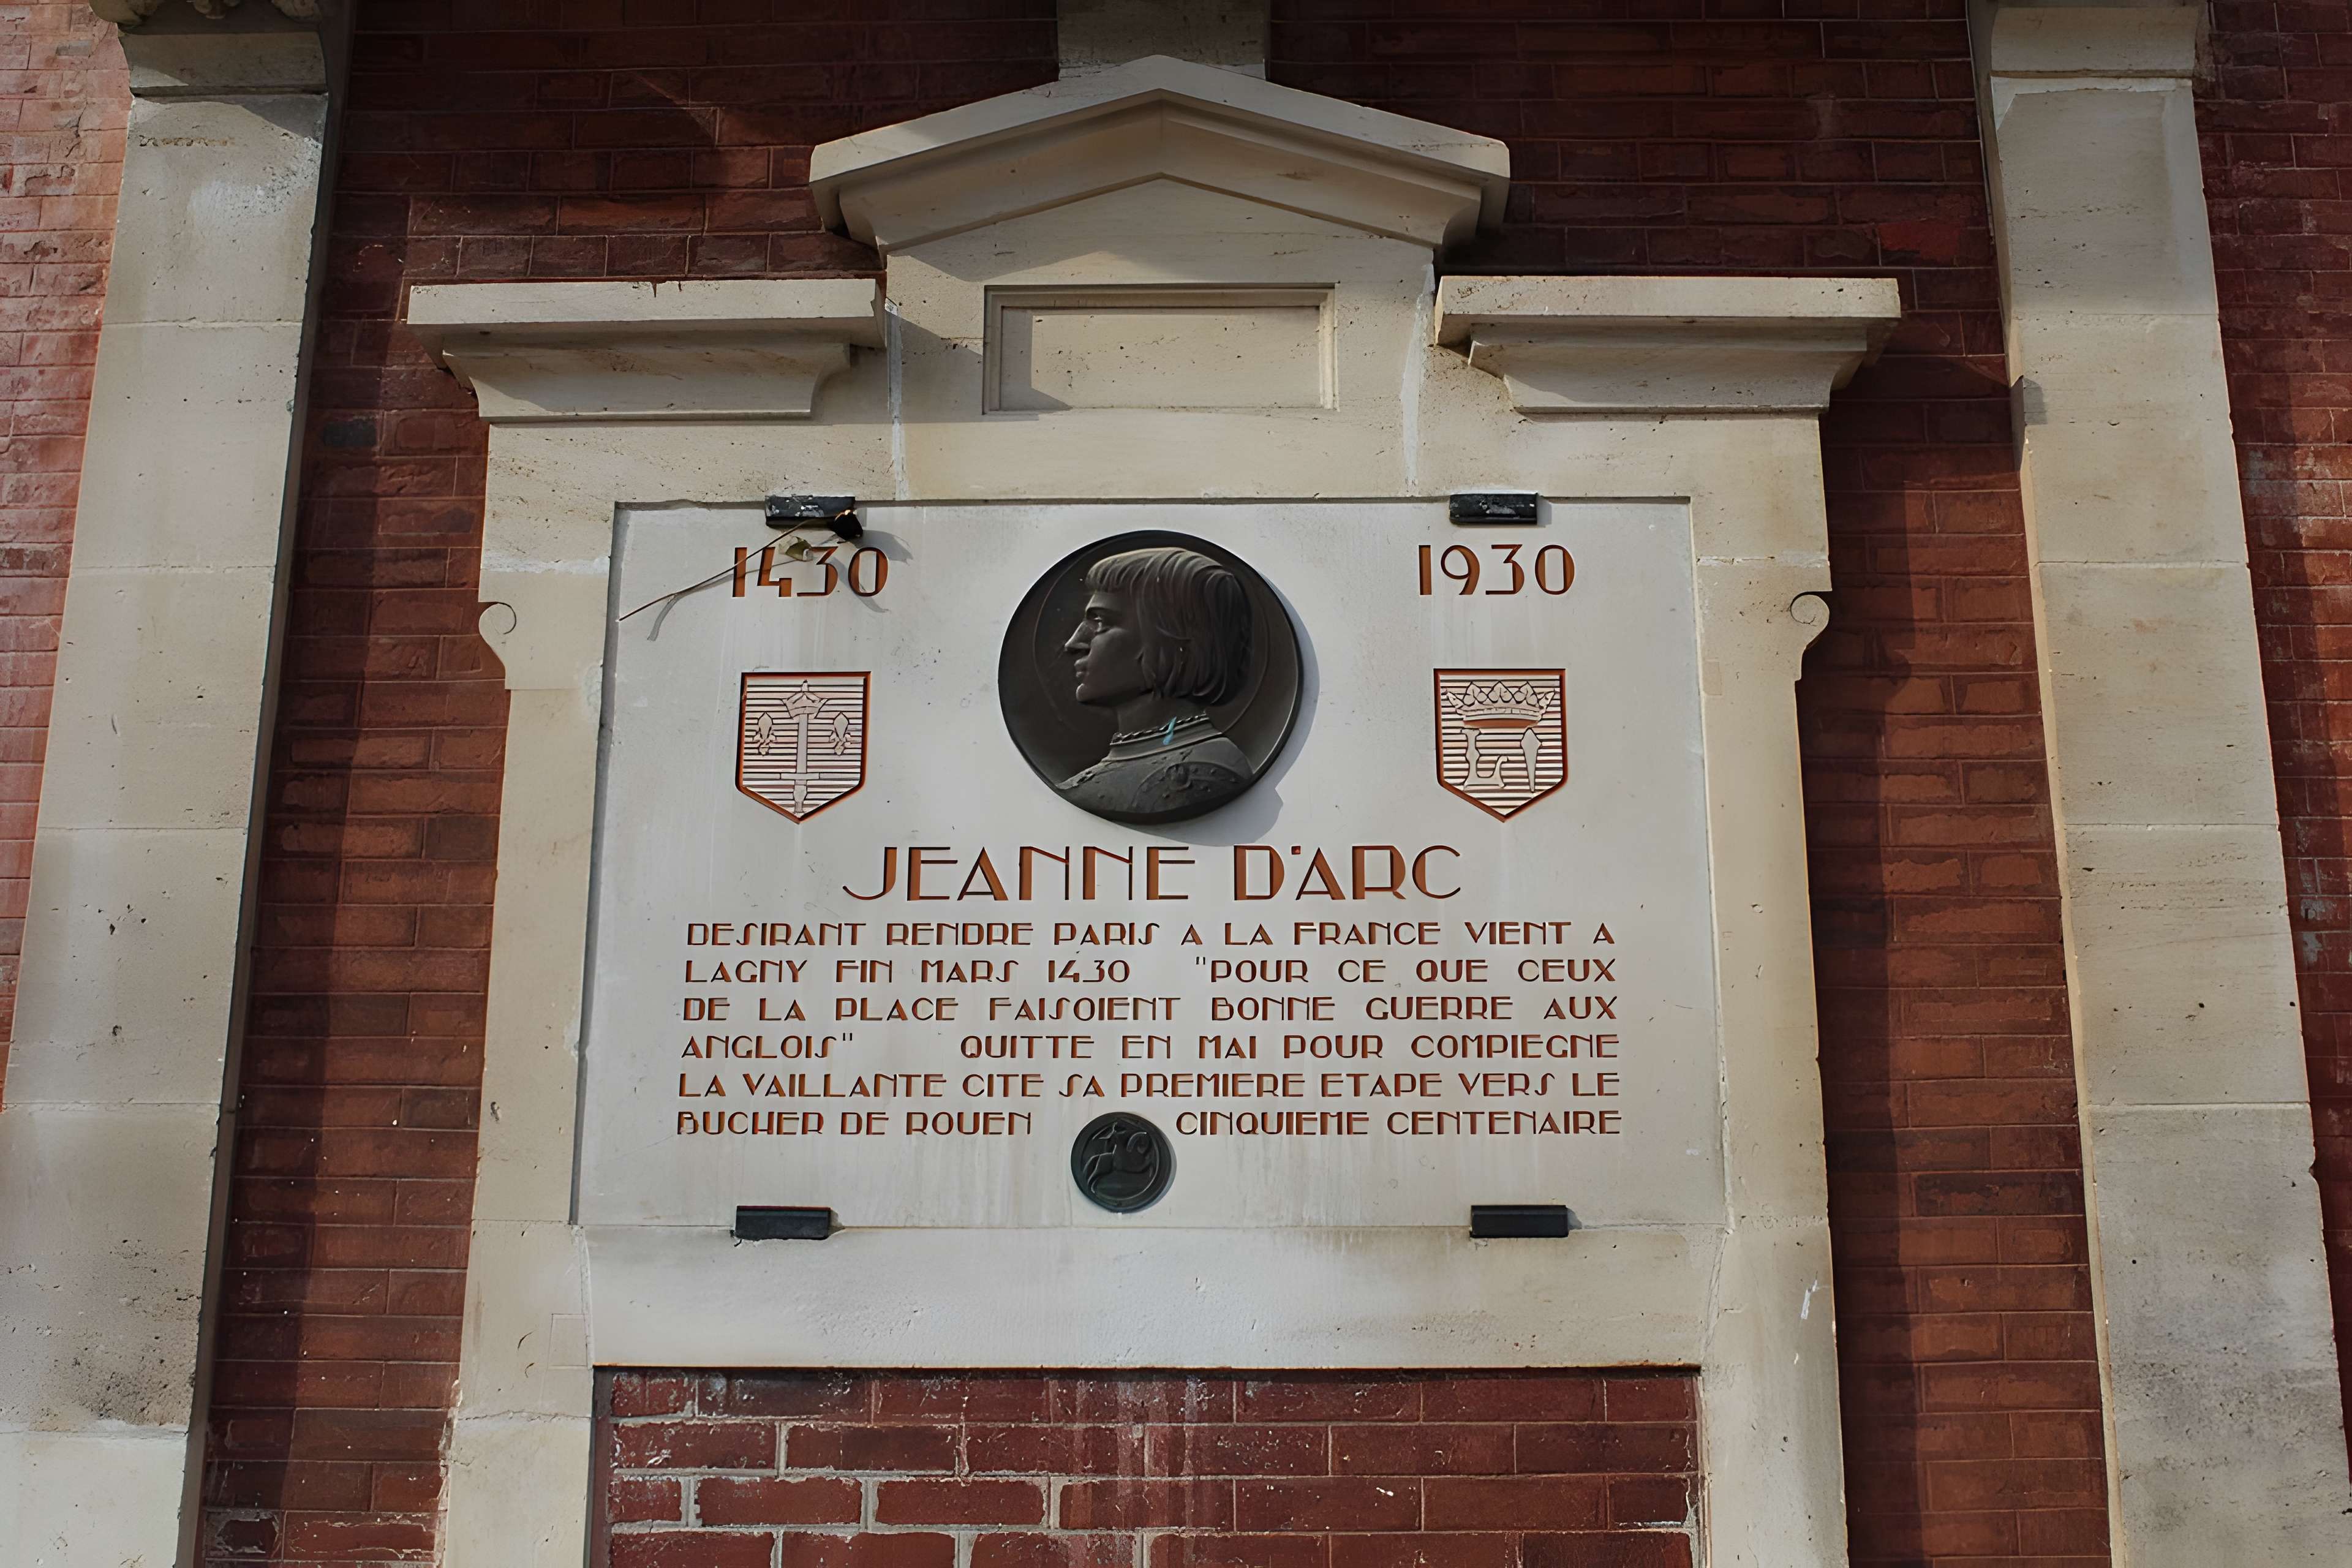 1430 1930
L
JEANNE D'ARC
DESIRANT RENDRE PARIS A LA FRANCE VIENT A
LAGNY FIN MARS 1430 "POUR CE QUE CEUX
DE LA PLACE FAISOIENT BONNE GUERRE AUX
ANGLOIS" QUITTE EN MAI POUR COMPIEGNE
LA VAILLANTE CITE SA PREMIERE ETAPE VERS LE
BUCHER DE ROUEN CINQUIEME CENTENAIRE